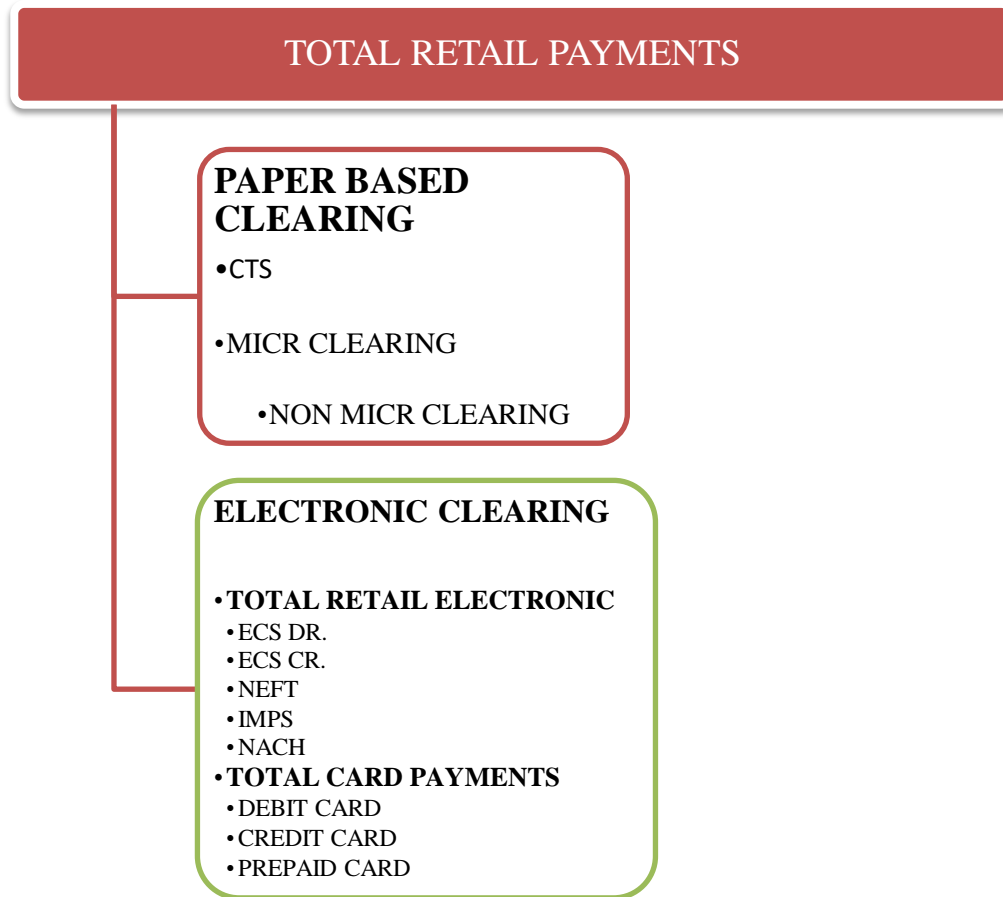 TOTAL RETAIL PAYMENTS
PAPER BASED
CLEARING
•CTS
•MICR CLEARING
•NON MICR CLEARING
ELECTRONIC CLEARING
•TOTAL RETAIL ELECTRONIC
•ECS DR.
•ECS CR.
•NEFT
•IMPS
•NACH
•TOTAL CARD PAYMENTS
•DEBIT CARD
•CREDIT CARD
•PREPAID CARD